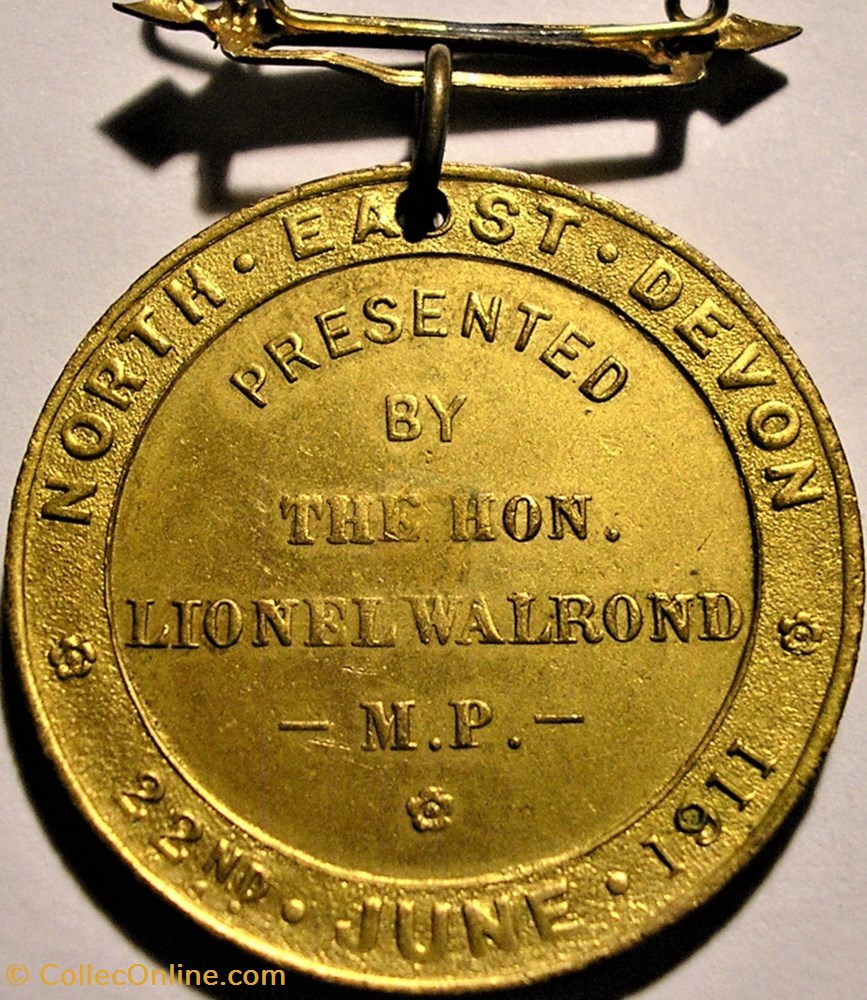 NORTH · EAST · DEVON
PRESENTED
BY
THE HON.
LIONEL WALROND
— M.P. —
22ND · JUNE · 1911
© CollecOnline.com